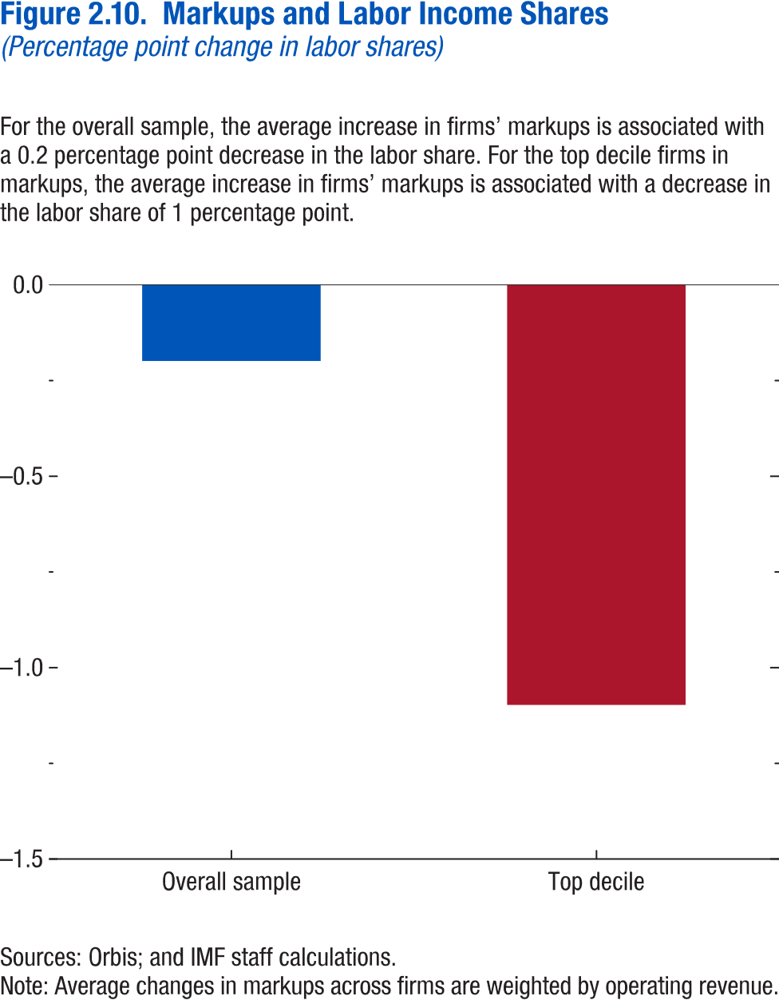 Figure 2.10. Markups and Labor Income Shares
(Percentage point change in labor shares)
For the overall sample, the average increase in firms’ markups is associated with
a 0.2 percentage point decrease in the labor share. For the top decile firms in
markups, the average increase in firms’ markups is associated with a decrease in
the labor share of 1 percentage point.
0.0
–0.5
–1.0
–1.5
Overall sample
Top decile
Sources: Orbis; and IMF staff calculations.
Note: Average changes in markups across firms are weighted by operating revenue.